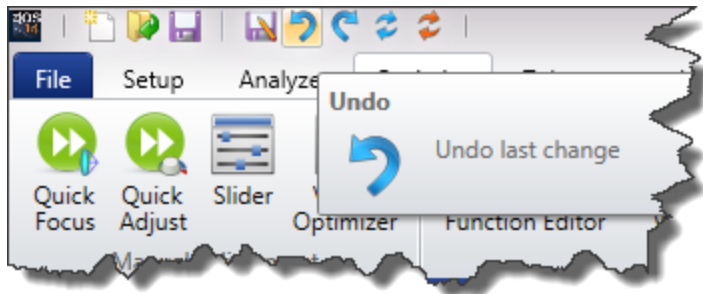 File Setup Analyze
Undo
Undo last change
Quick Focus
Quick Adjust
Slider
Optimizer
Function Editor